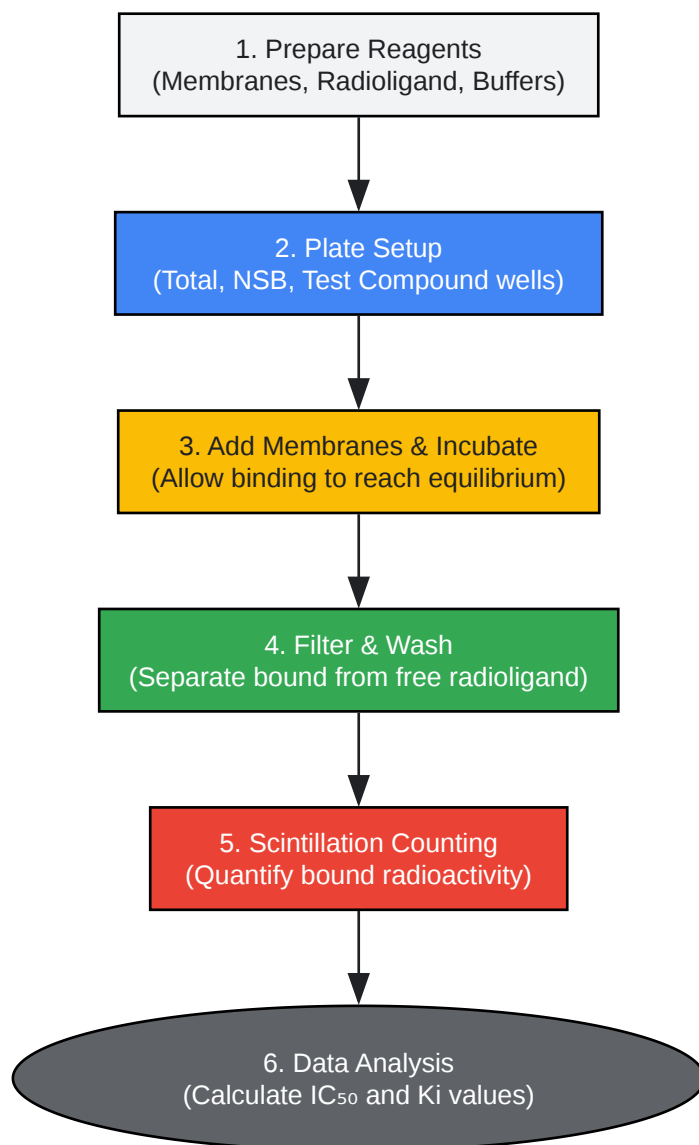 1. Prepare Reagents
(Membranes, Radioligand, Buffers)
2. Plate Setup
(Total, NSB, Test Compound wells)
3. Add Membranes & Incubate
(Allow binding to reach equilibrium)
4. Filter & Wash
(Separate bound from free radioligand)
5. Scintillation Counting
(Quantify bound radioactivity)
6. Data Analysis
(Calculate IC₅₀ and Ki values)